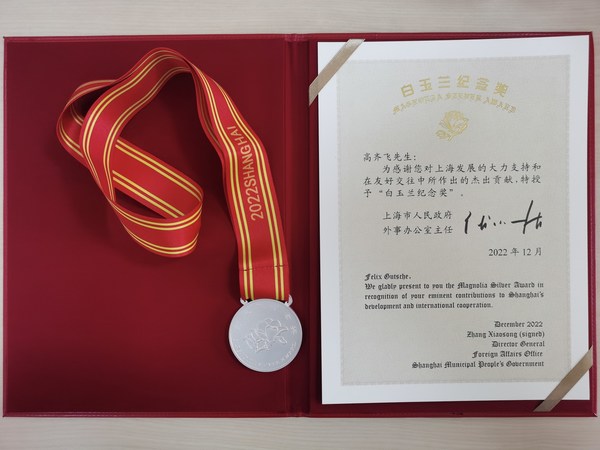 2022SHANGHAI
白玉兰纪念奖
高齐飞先生:
为感谢您对上海发展的大力支持和
在友好交往中所作出的杰出贡献,特授
予“白玉兰纪念奖”。
上海市人民政府
外事办公室主任
2022 年 12 月
Felix Gutsche,
We gladly present to you the Magnolia Silver Award in
recognition of your eminent contributions to Shanghai's
development and international cooperation.
December 2022
Zhang Xiaosong (signed)
Director General
Foreign Affairs Office
Shanghai Municipal People's Government